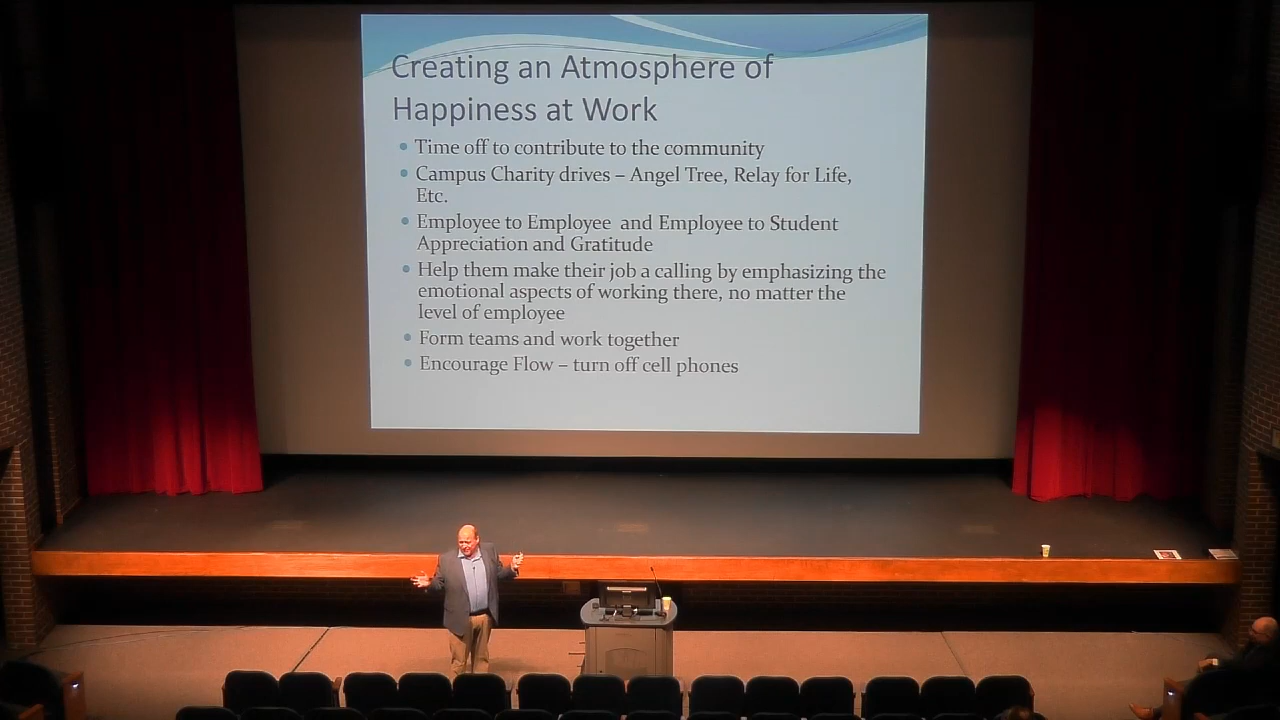 Creating an Atmosphere of
Happiness at Work
Time off to contribute to the community
Campus Charity drives – Angel Tree, Relay for Life,
Etc.
Employee to Employee and Employee to Student
Appreciation and Gratitude
Help them make their job a calling by emphasizing the
emotional aspects of working there, no matter the
level of employee
Form teams and work together
Encourage Flow – turn off cell phones